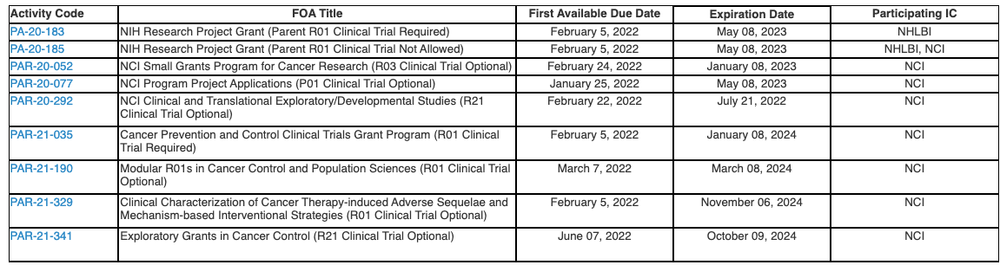 Activity Code FOA Title First Available Due Date Expiration Date Participating IC
PA-20-183 NIH Research Project Grant (Parent R01 Clinical Trial Required) February 5, 2022 May 08, 2023 NHLBI
PA-20-185 NIH Research Project Grant (Parent R01 Clinical Trial Not Allowed) February 5, 2022 May 08, 2023 NHLBI, NCI
PAR-20-052 NCI Small Grants Program for Cancer Research (R03 Clinical Trial Optional) February 24, 2022 January 08, 2023 NCI
PAR-20-077 NCI Program Project Applications (P01 Clinical Trial Optional) January 25, 2022 May 08, 2023 NCI
PAR-20-292 NCI Clinical and Translational Exploratory/Developmental Studies (R21 February 22, 2022 July 21, 2022 NCI
Clinical Trial Optional)
PAR-21-035 Cancer Prevention and Control Clinical Trials Grant Program (R01 Clinical February 5, 2022 January 08, 2024 NCI
Trial Required)
PAR-21-190 Modular R01s in Cancer Control and Population Sciences (R01 Clinical Trial March 7, 2022 March 08, 2024 NCI
Optional)
PAR-21-329 Clinical Characterization of Cancer Therapy-induced Adverse Sequelae and February 5, 2022 November 06, 2024 NCI
Mechanism-based Interventional Strategies (R01 Clinical Trial Optional)
PAR-21-341 Exploratory Grants in Cancer Control (R21 Clinical Trial Optional) June 07, 2022 October 09, 2024 NCI